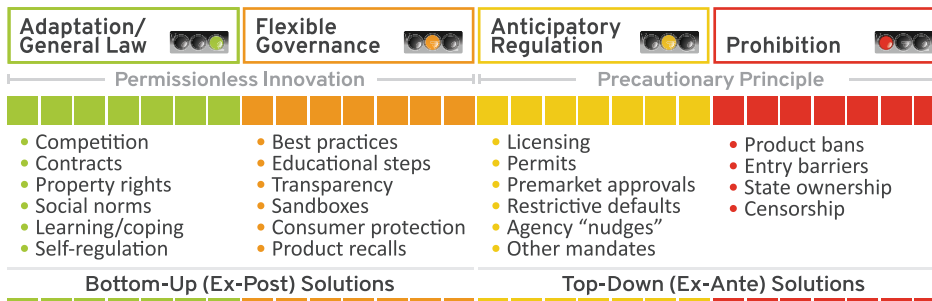 Adaptation/
General Law
Flexible
Governance
Anticipatory
Regulation
Prohibition
Permissionless Innovation
Precautionary Principle
• Competition
• Contracts
• Property rights
• Social norms
• Learning/coping
• Self-regulation
• Best practices
• Educational steps
• Transparency
• Sandboxes
• Consumer protection
• Product recalls
• Licensing
• Permits
• Premarket approvals
• Restrictive defaults
• Agency “nudges”
• Other mandates
• Product bans
• Entry barriers
• State ownership
• Censorship
Bottom-Up (Ex-Post) Solutions
Top-Down (Ex-Ante) Solutions